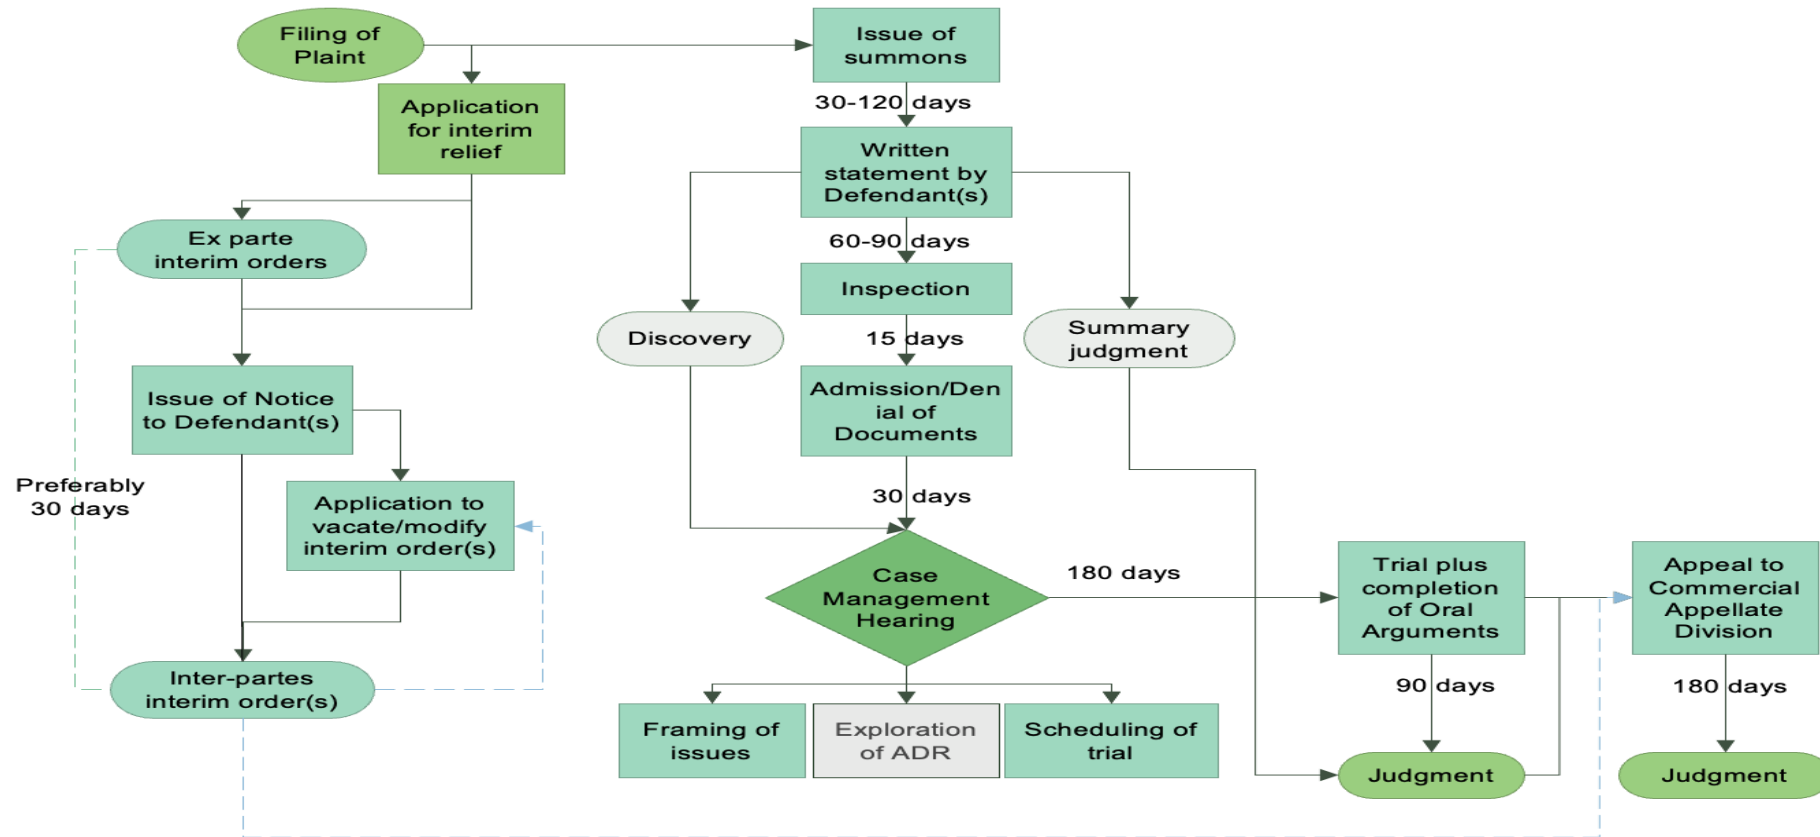 Filing of
Plaint
Issue of
summons
Application
for interim
relief
30-120 days
Written
statement by
Defendant(s)
Ex parte
interim orders
60-90 days
Inspection
Discovery
15 days
Summary
judgment
Issue of Notice
to Defendant(s)
Admission/Den
ial of
Documents
Preferably
30 days
Application to
vacate/modify
interim order(s)
30 days
Case
Management
Hearing
180 days
Trial plus
completion
of Oral
Arguments
Appeal to
Commercial
Appellate
Division
Inter-partes
interim order(s)
90 days
180 days
Framing of
issues
Exploration
of ADR
Scheduling of
trial
Judgment
Judgment